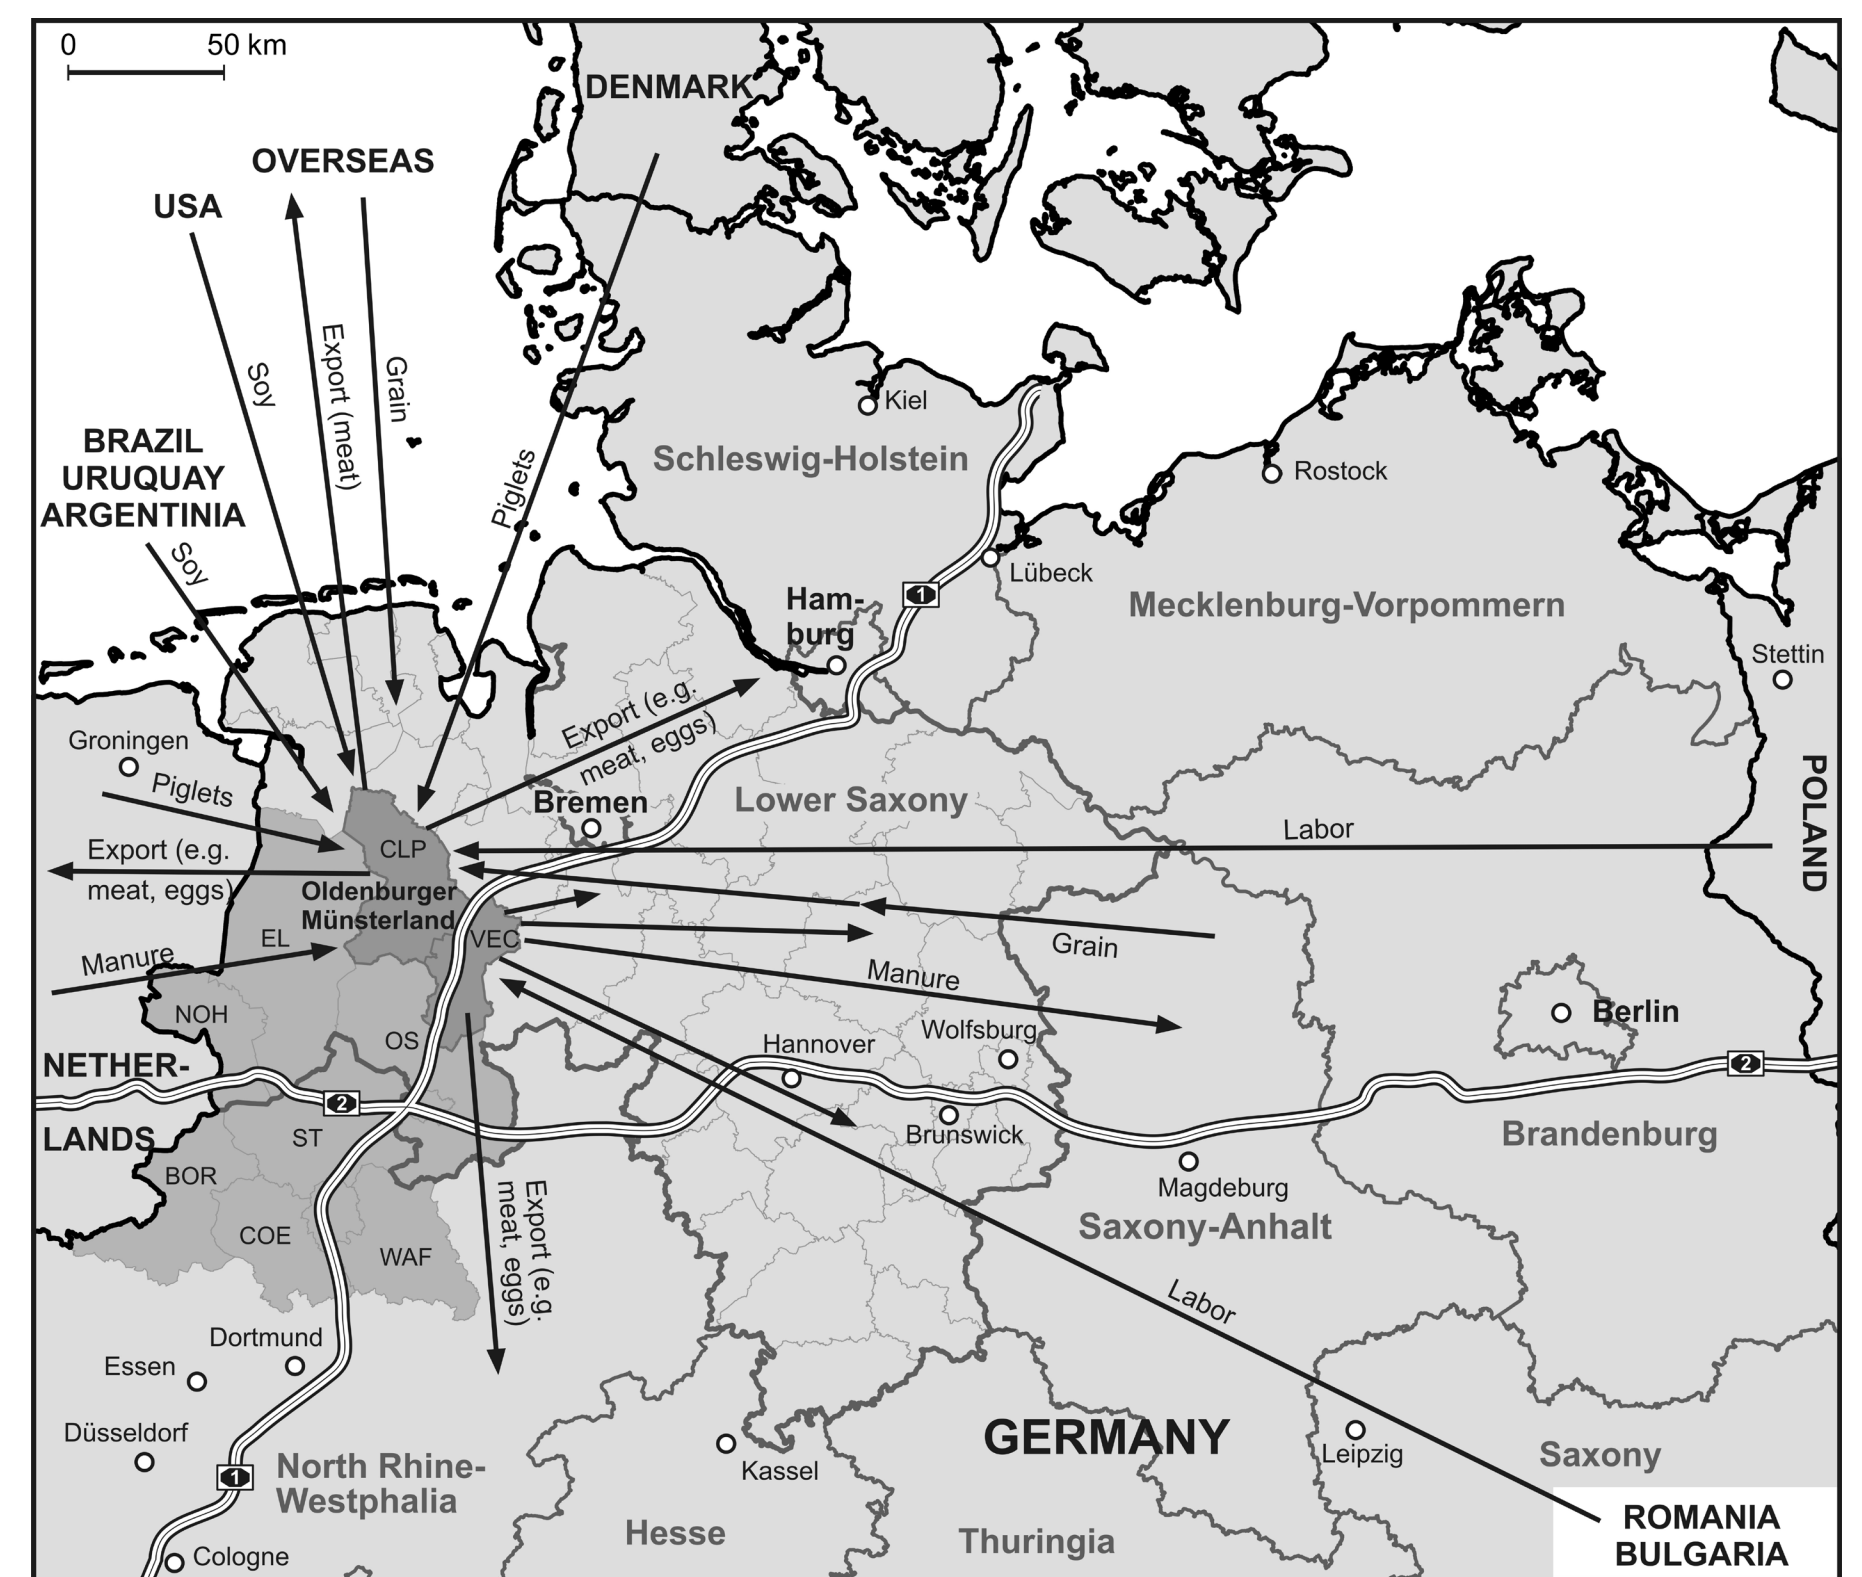 0 50 km
DENMARK
OVERSEAS
USA
Soy
Export (meat)
Grain
Piglets
BRAZIL
URUQUAY
ARGENTINIA
Soy
Kiel
Schleswig-Holstein
Rostock
Lübeck
1
Ham-
burg
Mecklenburg-Vorpommern
Stettin
POLAND
Groningen
Piglets
Export (e.g.
meat, eggs)
Bremen
Lower Saxony
Labor
CLP
Export (e.g.
meat, eggs)
Oldenburger
Münsterland
VEC
EL
Manure
Grain
Manure
NOH
OS
Hannover
Wolfsburg
Berlin
NETHER-
LANDS
2
2
Brunswick
Brandenburg
ST
BOR
COE
WAF
Magdeburg
Saxony-Anhalt
Export (e.g.
meat, eggs)
Labor
Dortmund
Essen
Düsseldorf
1
North Rhine-
Westphalia
Cologne
Kassel
GERMANY
Leipzig
Saxony
Hesse
Thuringia
ROMANIA
BULGARIA